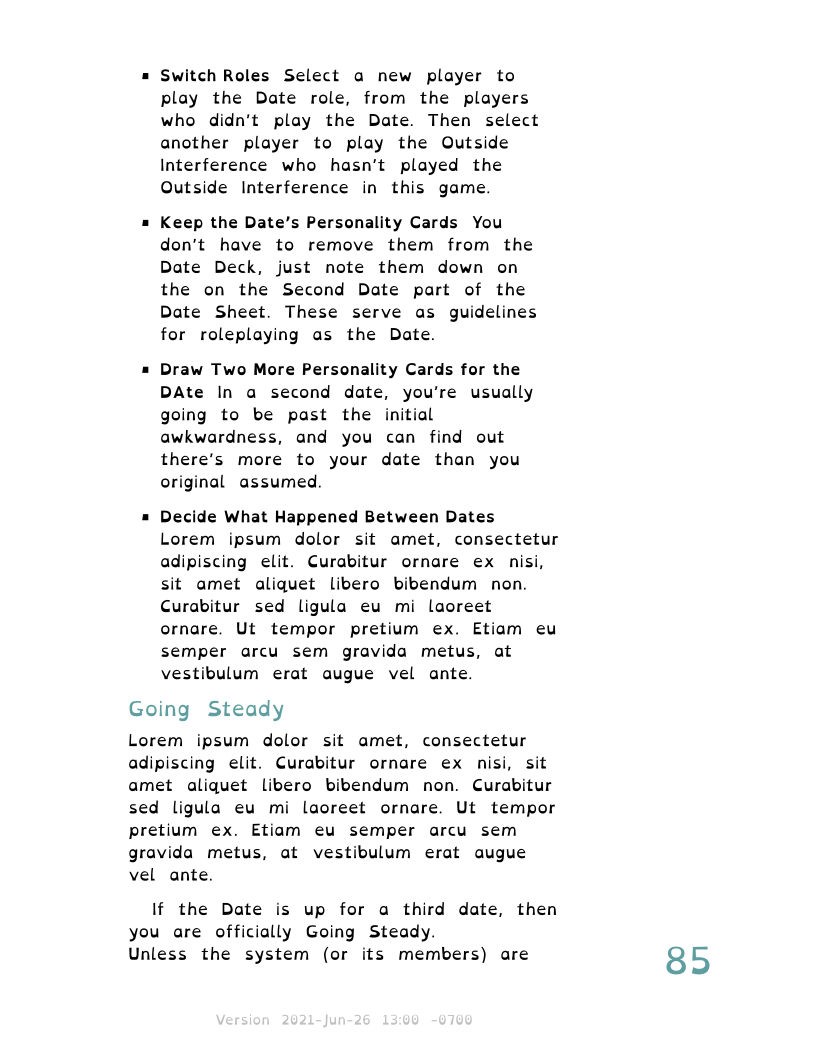 ▪ Switch Roles Select a new player to
play the Date role, from the players
who didn't play the Date. Then select
another player to play the Outside
Interference who hasn't played the
Outside Interference in this game.
▪ Keep the Date's Personality Cards You
don't have to remove them from the
Date Deck, just note them down on
the on the Second Date part of the
Date Sheet. These serve as guidelines
for roleplaying as the Date.
▪ Draw Two More Personality Cards for the
DAte In a second date, you're usually
going to be past the initial
awkwardness, and you can find out
there's more to your date than you
original assumed.
▪ Decide What Happened Between Dates
Lorem ipsum dolor sit amet, consectetur
adipiscing elit. Curabitur ornare ex nisi,
sit amet aliquet libero bibendum non.
Curabitur sed ligula eu mi laoreet
ornare. Ut tempor pretium ex. Etiam eu
semper arcu sem gravida metus, at
vestibulum erat augue vel ante.
Going Steady
Lorem ipsum dolor sit amet, consectetur
adipiscing elit. Curabitur ornare ex nisi, sit
amet aliquet libero bibendum non. Curabitur
sed ligula eu mi laoreet ornare. Ut tempor
pretium ex. Etiam eu semper arcu sem
gravida metus, at vestibulum erat augue
vel ante.
If the Date is up for a third date, then
you are officially Going Steady.
Unless the system (or its members) are
85
Version 2021-Jun-26 13:00 -0700